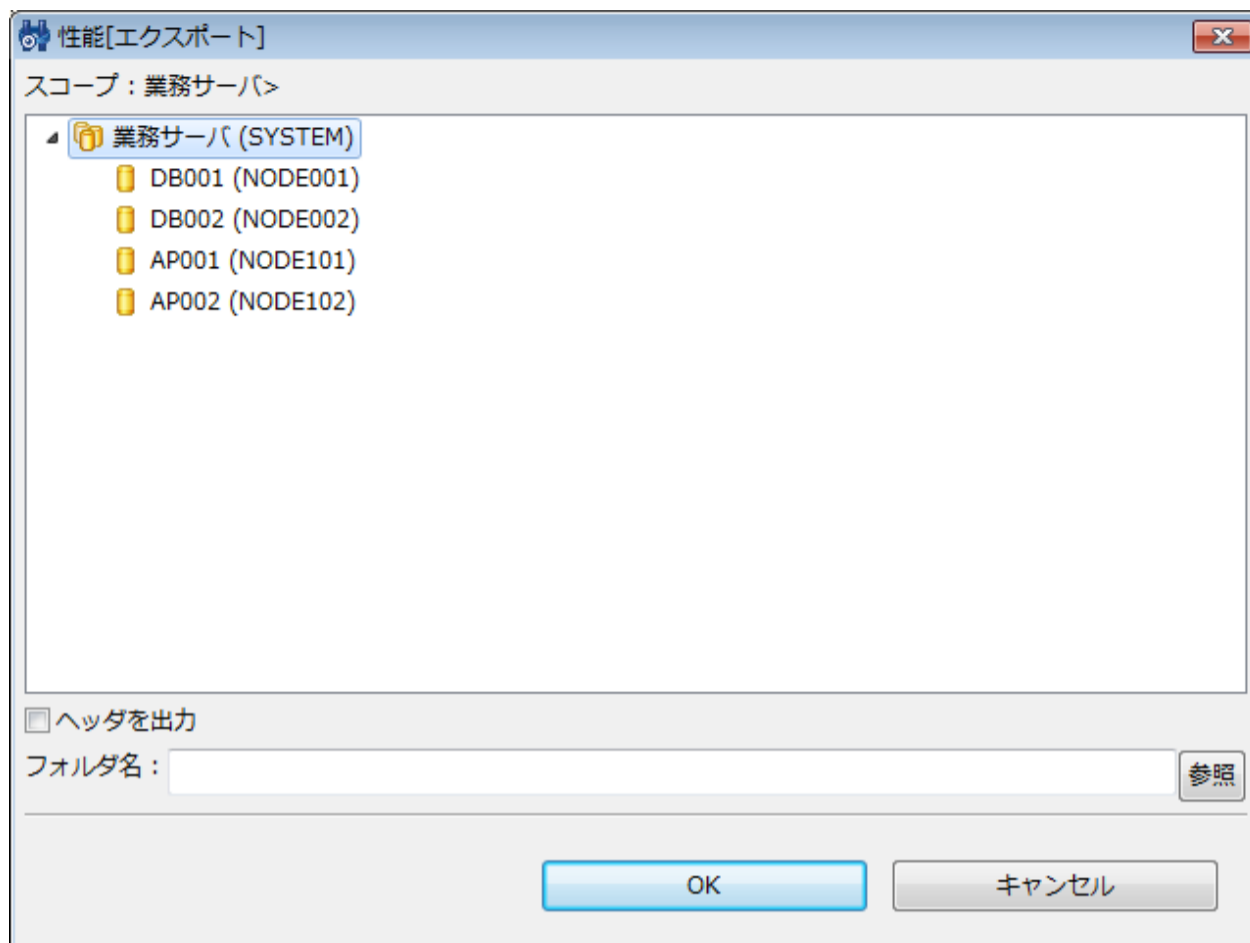 性能[エクスポート]
スコープ：業務サーバ>
業務サーバ (SYSTEM)
DB001 (NODE001)
DB002 (NODE002)
AP001 (NODE101)
AP002 (NODE102)
ヘッダを出力
フォルダ名： 参照
OK キャンセル